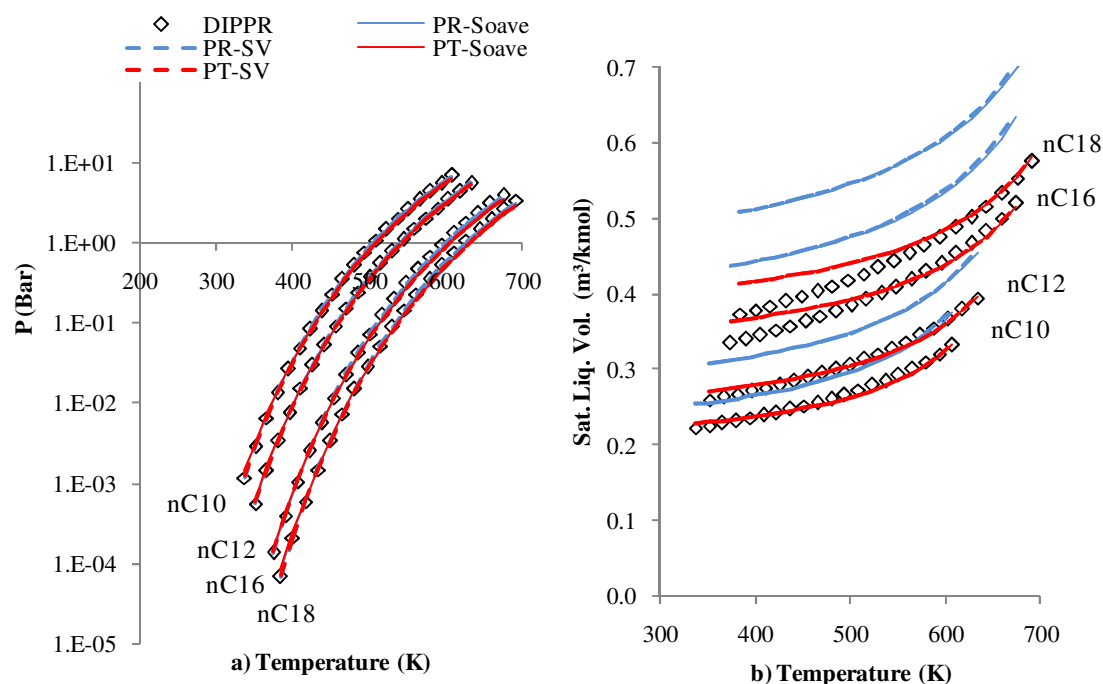 DIPPR PR-Soave
PR-SV PT-Soave
PT-SV
P (Bar)
1.E+01
1.E+00
1.E-01
1.E-02
1.E-03
1.E-04
1.E-05
200 300 400 500 600 700
nC10
nC12
nC16
nC18
a) Temperature (K)
Sat. Liq. Vol. (m³/kmol)
0.7
0.6
0.5
0.4
0.3
0.2
0.1
0.0
300 400 500 600 700
nC18
nC16
nC12
nC10
b) Temperature (K)